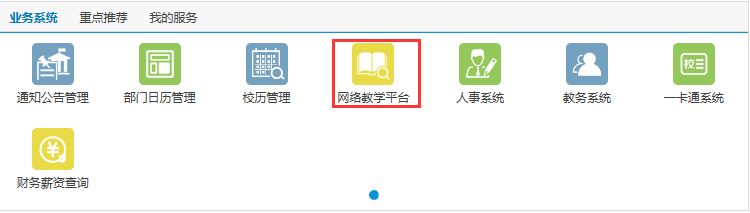 业务系统 重点推荐 我的服务
通知公告管理 部门日历管理 校历管理 网络教学平台 人事系统 教务系统 校 一卡通系统
财务薪资查询